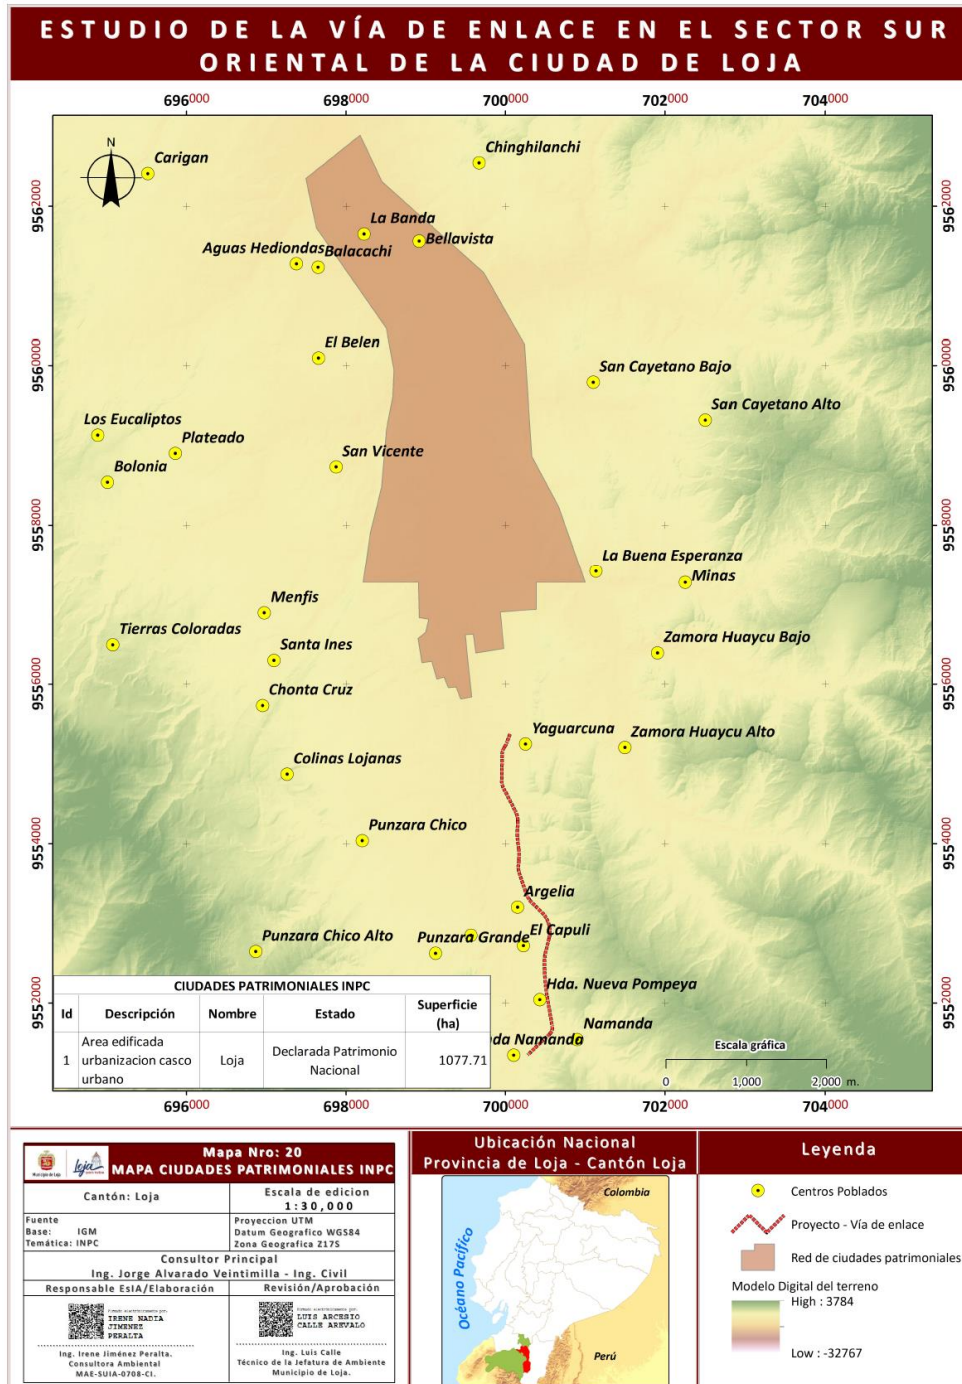 ESTUDIO DE LA VÍA DE ENLACE EN EL SECTOR SUR
ORIENTAL DE LA CIUDAD DE LOJA
696000 698000 700000 702000 704000
9562000
9560000
9558000
9556000
9554000
9552000
9562000
9560000
9558000
9556000
9554000
9552000
N
Carigan
Chinghilanchi
La Banda
Bellavista
Aguas Hediondas
Balacachi
El Belen
San Cayetano Bajo
San Cayetano Alto
Los Eucaliptos
Plateado
San Vicente
Bolonia
La Buena Esperanza
Minas
Menfis
Tierras Coloradas
Santa Ines
Zamora Huaycu Bajo
Chonta Cruz
Yaguarcuna
Zamora Huaycu Alto
Colinas Lojanas
Punzara Chico
Argelia
Punzara Chico Alto
Punzara Grande
El Capuli
Hda. Nueva Pompeya
Namanda
da Namanda
CIUDADES PATRIMONIALES INPC
Id Descripción Nombre Estado Superficie (ha)
1 Area edificada urbanizacion casco urbano Loja Declarada Patrimonio Nacional 1077.71
Escala gráfica
0 1,000 2,000 m.
696000 698000 700000 702000 704000
Municipio de Loja
Loja
Mapa Nro: 20
MAPA CIUDADES PATRIMONIALES INPC
Cantón: Loja
Escala de edicion
1:30,000
Fuente
Base: IGM
Temática: INPC
Proyeccion UTM
Datum Geografico WGS84
Zona Geografica Z17S
Consultor Principal
Ing. Jorge Alvarado Veintimilla - Ing. Civil
Responsable EsIA/Elaboración
Revisión/Aprobación
IRENE NADIA
JIMENEZ
PERALTA
LUIS ARCESIO
CALLE AREVALO
Ing. Irene Jiménez Peralta.
Consultora Ambiental
MAE-SUIA-0708-CI.
Ing. Luis Calle
Técnico de la Jefatura de Ambiente
Municipio de Loja.
Ubicación Nacional
Provincia de Loja - Cantón Loja
Colombia
Océano Pacífico
Perú
Leyenda
Centros Poblados
Proyecto - Vía de enlace
Red de ciudades patrimoniales
Modelo Digital del terreno
High : 3784
Low : -32767